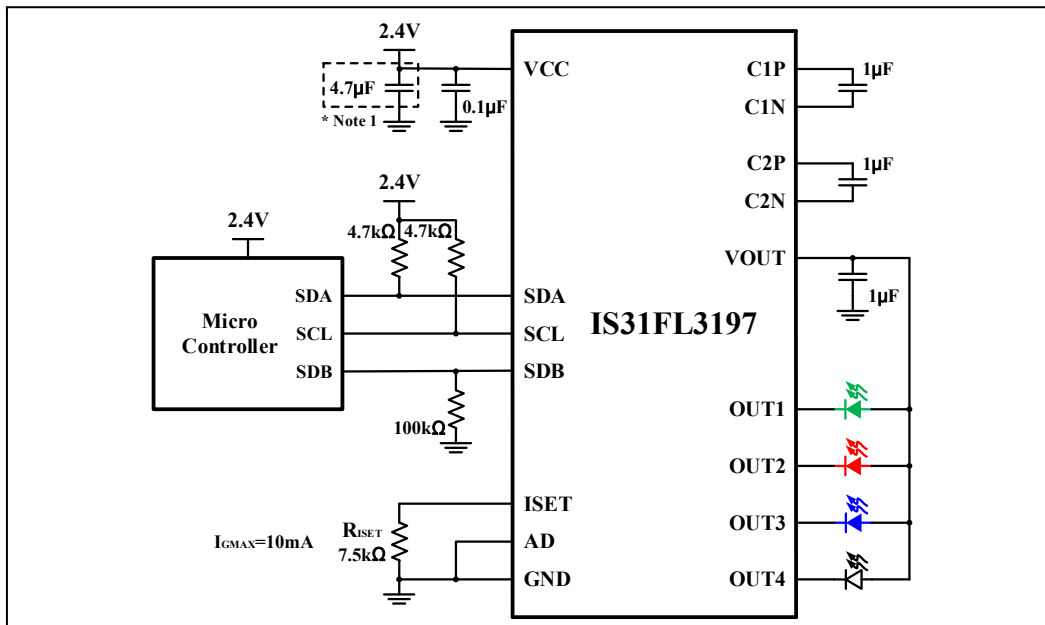 2.4V
4.7µF
* Note 1
0.1µF
VCC
C1P
1µF
C1N
C2P
1µF
C2N
2.4V
4.7kΩ
4.7kΩ
2.4V
VOUT
1µF
Micro
Controller
SDA
SCL
SDB
SDA
SCL
SDB
IS31FL3197
100kΩ
OUT1
OUT2
OUT3
OUT4
ISET
AD
GND
IGMAX=10mA
RISET
7.5kΩ